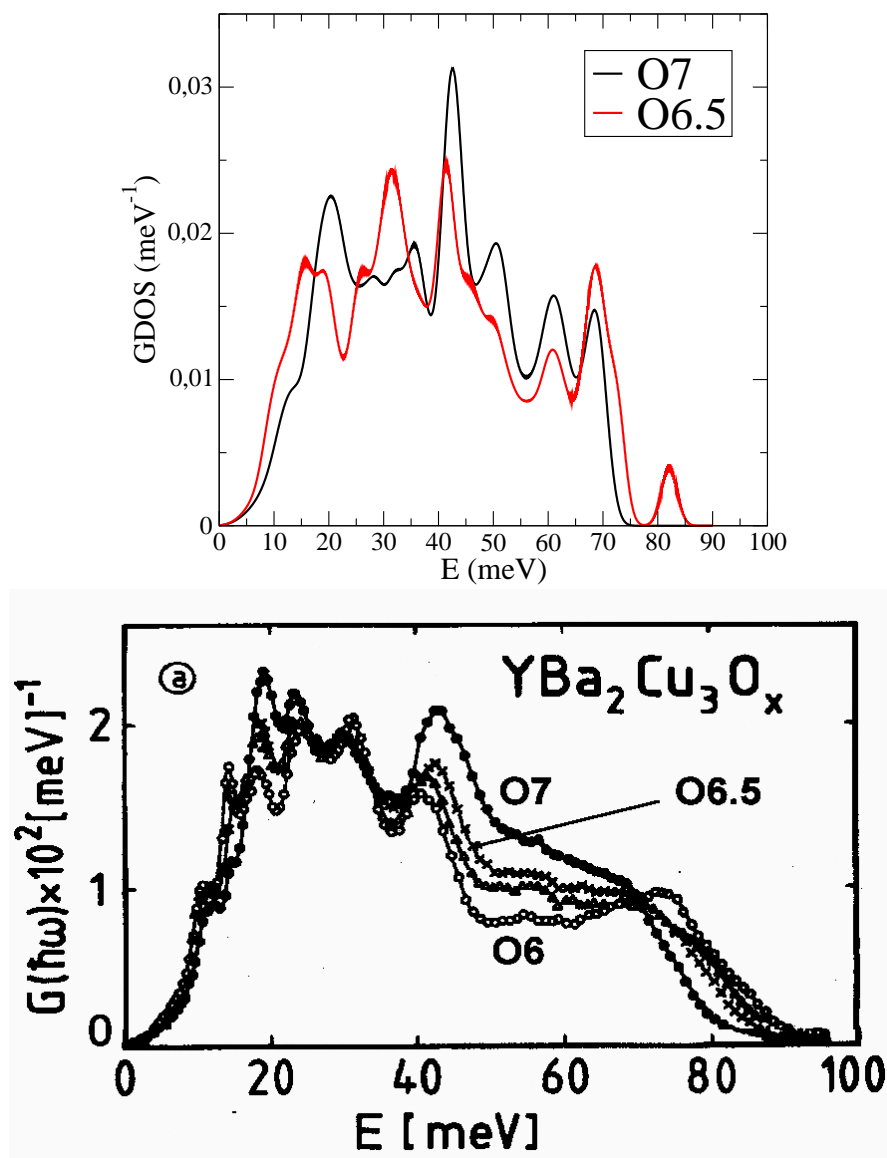 0,03
0,02
0,01
0
GDOS (meV⁻¹)
O7
O6.5
0 10 20 30 40 50 60 70 80 90 100
E (meV)
ⓐ YBa₂Cu₃Oₓ
G(ħω)×10² [meV]⁻¹
2
1
0
O7 O6.5
O6
0 20 40 60 80 100
E [meV]